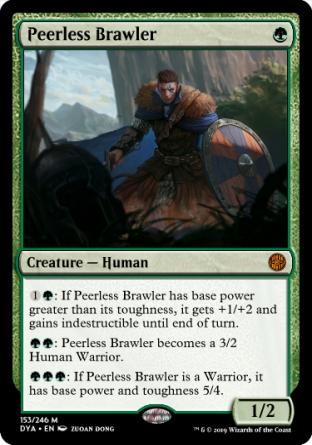 Peerless Brawler
Creature — Human
1: If Peerless Brawler has base power
greater than its toughness, it gets +1/+2 and
gains indestructible until end of turn.
: Peerless Brawler becomes a 3/2
Human Warrior.
: If Peerless Brawler is a Warrior, it
has base power and toughness 5/4.
1/2
153/246 M
DYA • EN ZUOAN DONG
™ & © 2019 Wizards of the Coast